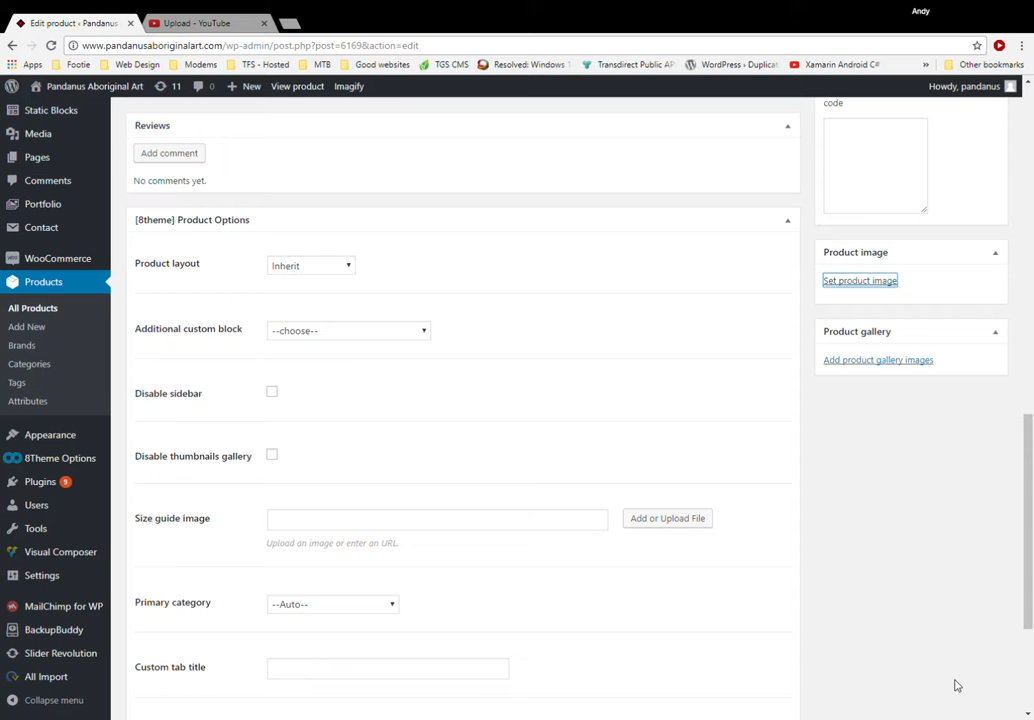 Andy
Edit product ‹ Pandanus
Upload - YouTube
www.pandanusaboriginalart.com/wp-admin/post.php?post=6169&action=edit
Apps Footie Web Design Modems TFS - Hosted MTB Good websites TGS CMS Resolved: Windows 1 Transdirect Public AP WordPress › Duplicat Xamarin Android C# » Other bookmarks
Pandanus Aboriginal Art 11 0 New View product Imagify Howdy, pandanus
Static Blocks
Media
Pages
Comments
Portfolio
Contact
WooCommerce
Products
All Products
Add New
Brands
Categories
Tags
Attributes
Appearance
8Theme Options
Plugins 9
Users
Tools
Visual Composer
Settings
MailChimp for WP
BackupBuddy
Slider Revolution
All Import
Collapse menu
Reviews
Add comment
No comments yet.
[8theme] Product Options
Product layout
Inherit
Additional custom block
--choose--
Disable sidebar
Disable thumbnails gallery
Size guide image
Add or Upload File
Upload an image or enter an URL.
Primary category
--Auto--
Custom tab title
code
Product image
Set product image
Product gallery
Add product gallery images